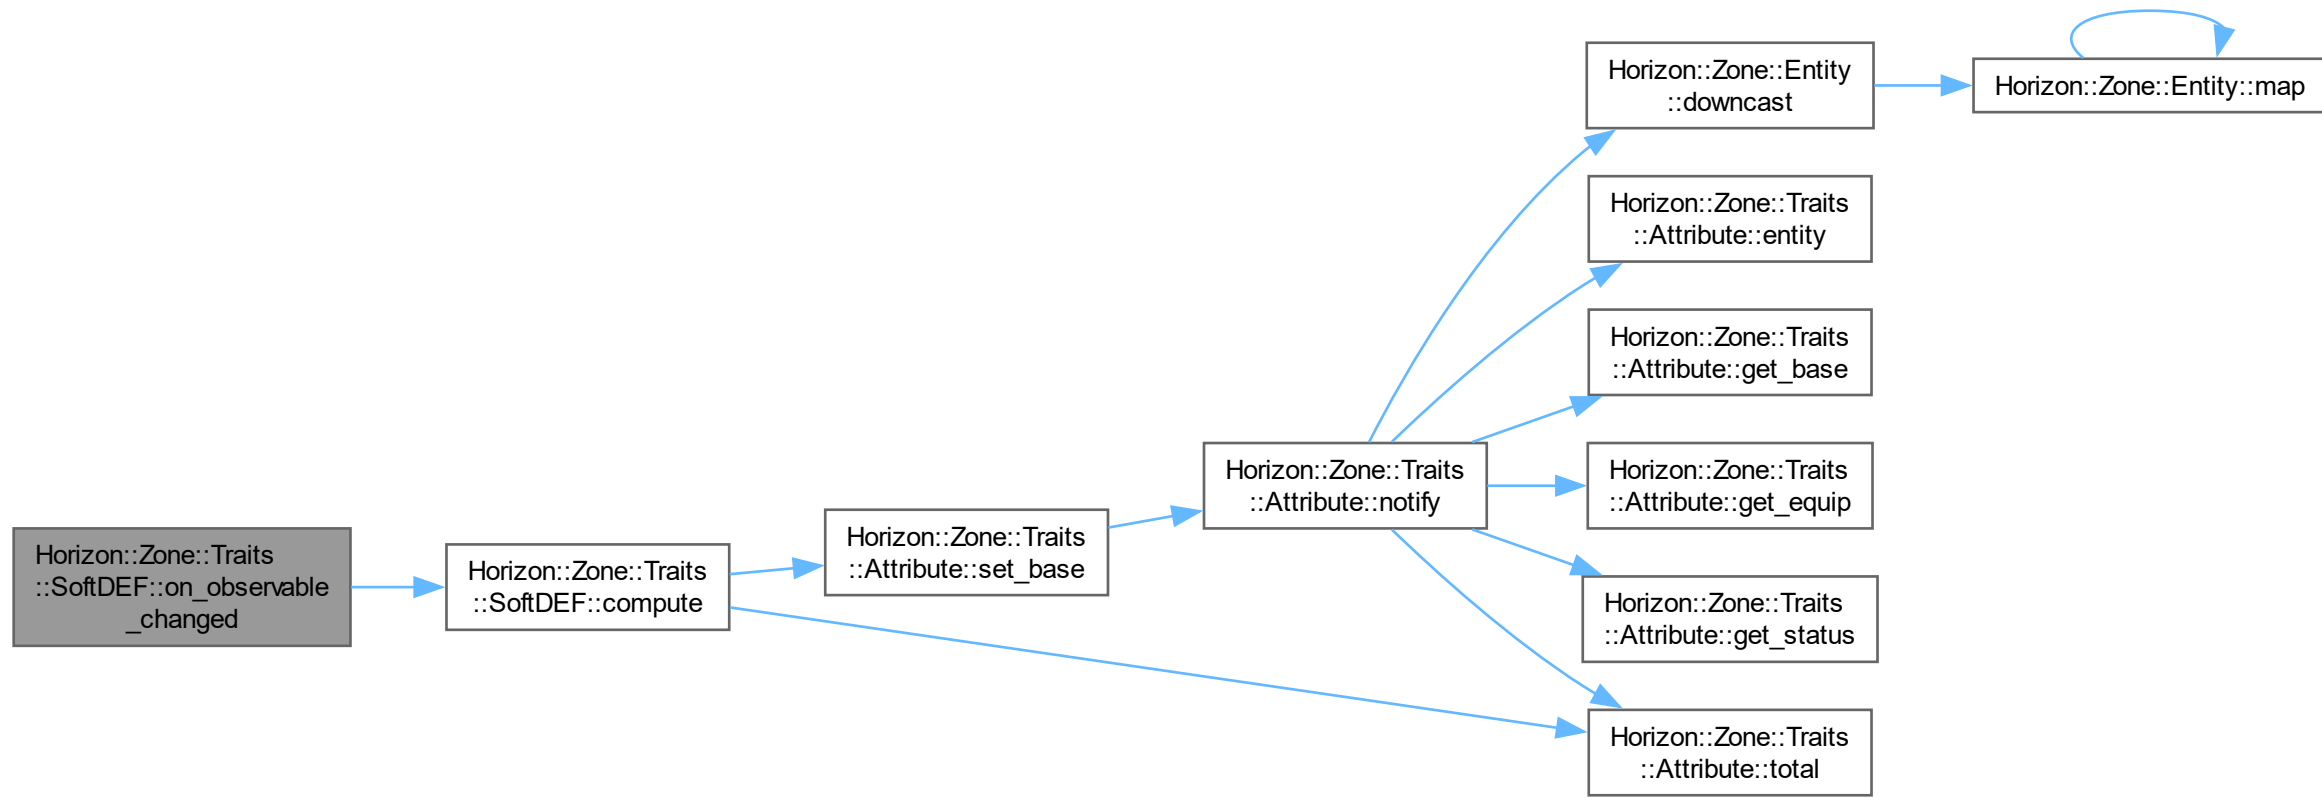 Horizon::Zone::Traits
::SoftDEF::on_observable
_changed
Horizon::Zone::Traits
::SoftDEF::compute
Horizon::Zone::Traits
::Attribute::set_base
Horizon::Zone::Traits
::Attribute::notify
Horizon::Zone::Entity
::downcast
Horizon::Zone::Entity::map
Horizon::Zone::Traits
::Attribute::entity
Horizon::Zone::Traits
::Attribute::get_base
Horizon::Zone::Traits
::Attribute::get_equip
Horizon::Zone::Traits
::Attribute::get_status
Horizon::Zone::Traits
::Attribute::total